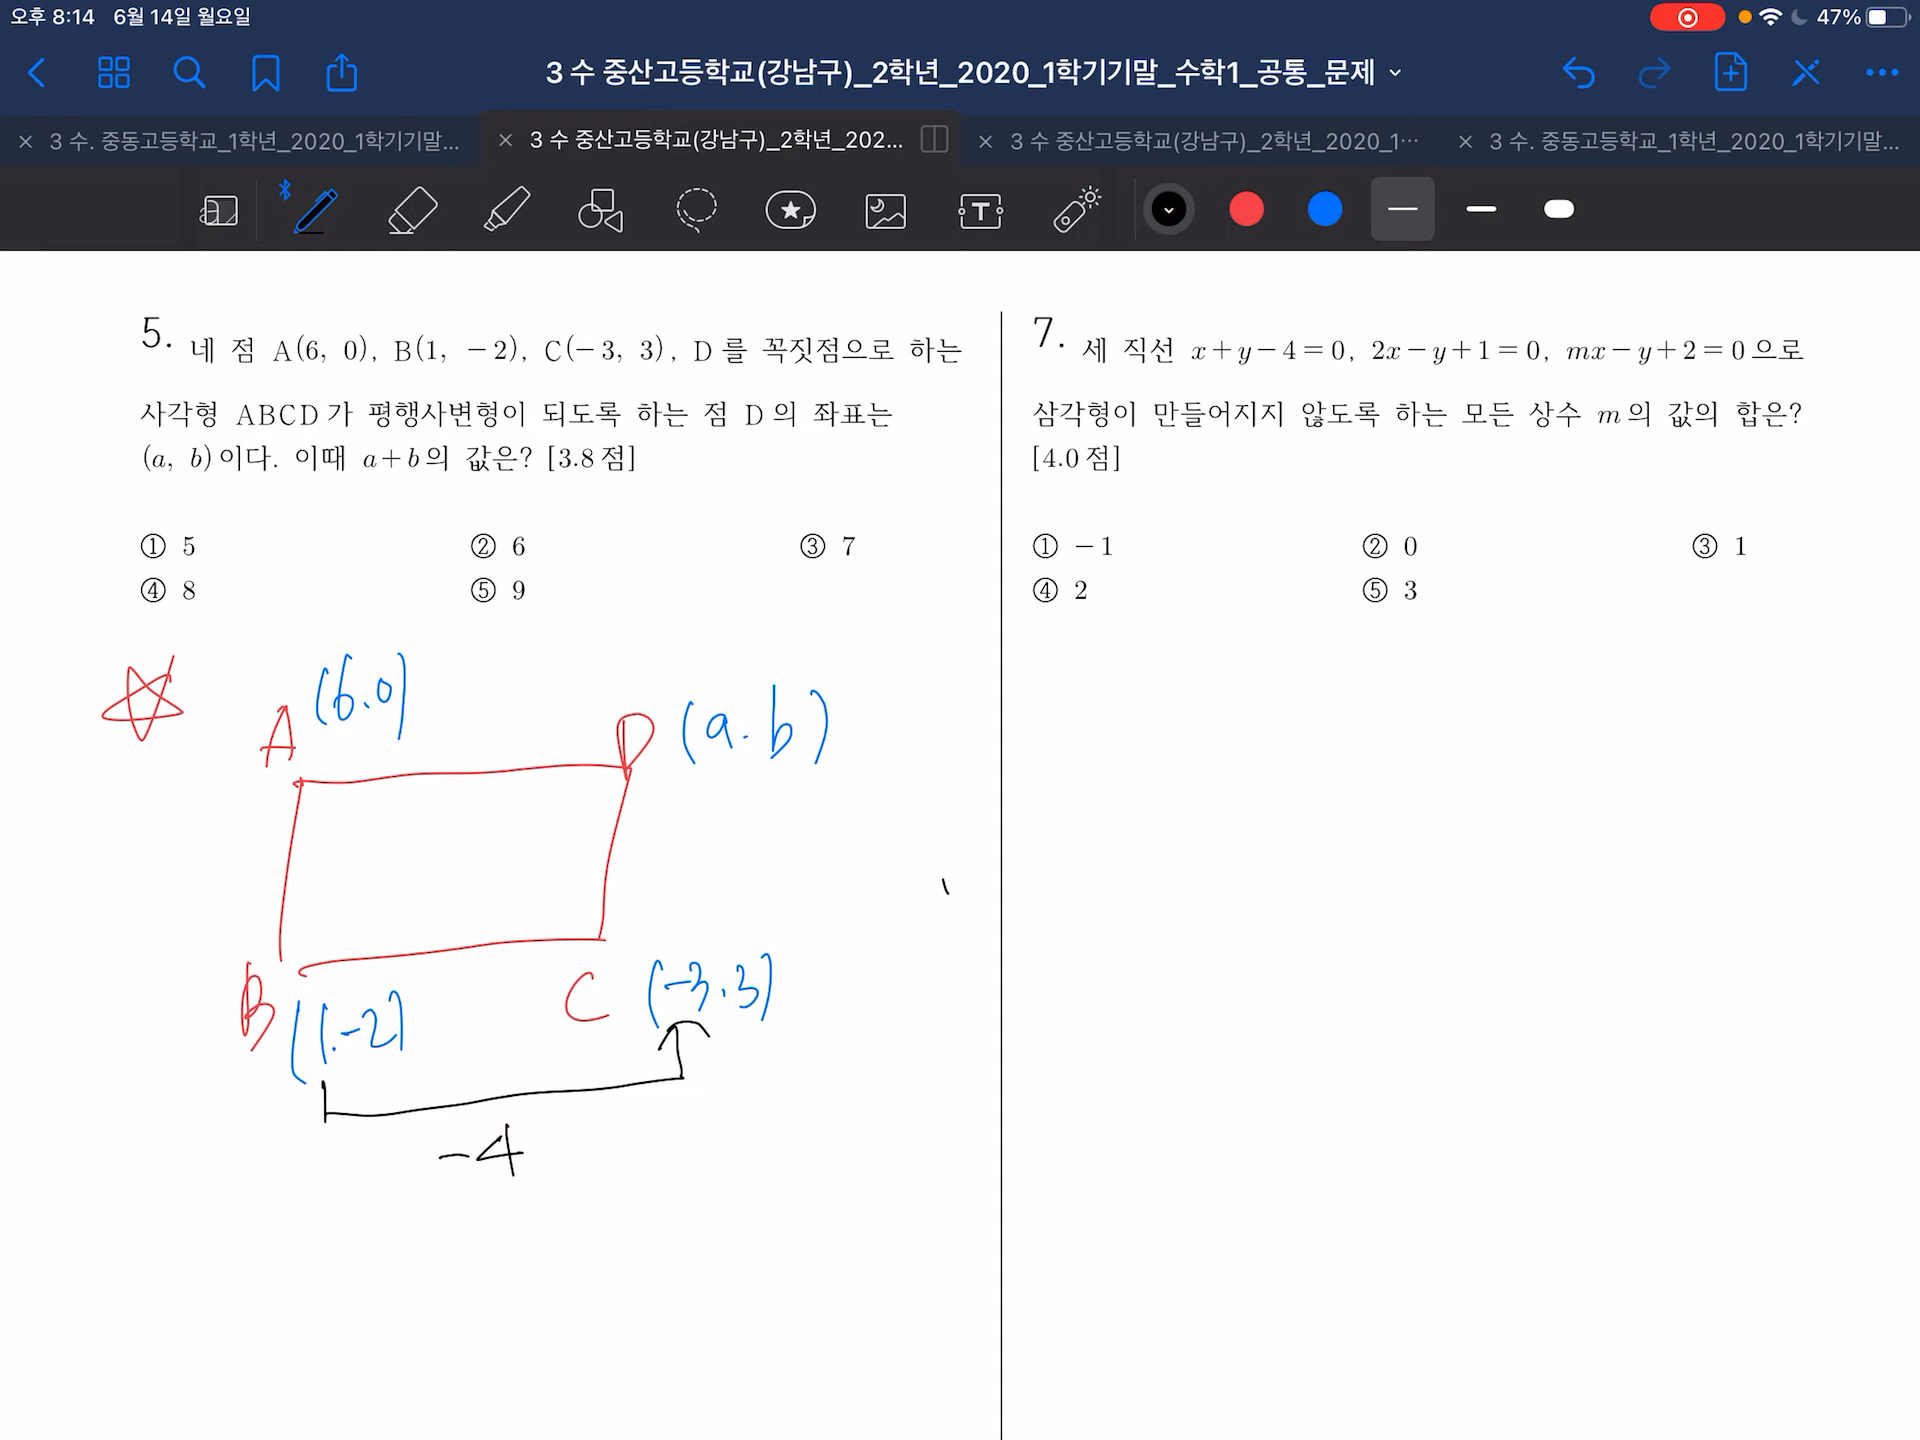 오후 8:14 6월 14일 월요일
47%
3 수 중산고등학교(강남구)_2학년_2020_1학기기말_수학1_공통_문제
3 수. 중동고등학교_1학년_2020_1학기기말...
3 수 중산고등학교(강남구)_2학년_202...
3 수 중산고등학교(강남구)_2학년_2020_1...
3 수. 중동고등학교_1학년_2020_1학기기말...
T
5. 네 점 A(6, 0), B(1, -2), C(-3, 3), D를 꼭짓점으로 하는
사각형 ABCD가 평행사변형이 되도록 하는 점 D의 좌표는
(a, b)이다. 이때 a+b의 값은? [3.8점]
① 5 ② 6 ③ 7
④ 8 ⑤ 9
A (6.0)
D (a.b)
B (1.-2)
C (-3.3)
-4
7. 세 직선 x+y-4=0, 2x-y+1=0, mx-y+2=0으로
삼각형이 만들어지지 않도록 하는 모든 상수 m의 값의 합은?
[4.0점]
① -1 ② 0 ③ 1
④ 2 ⑤ 3